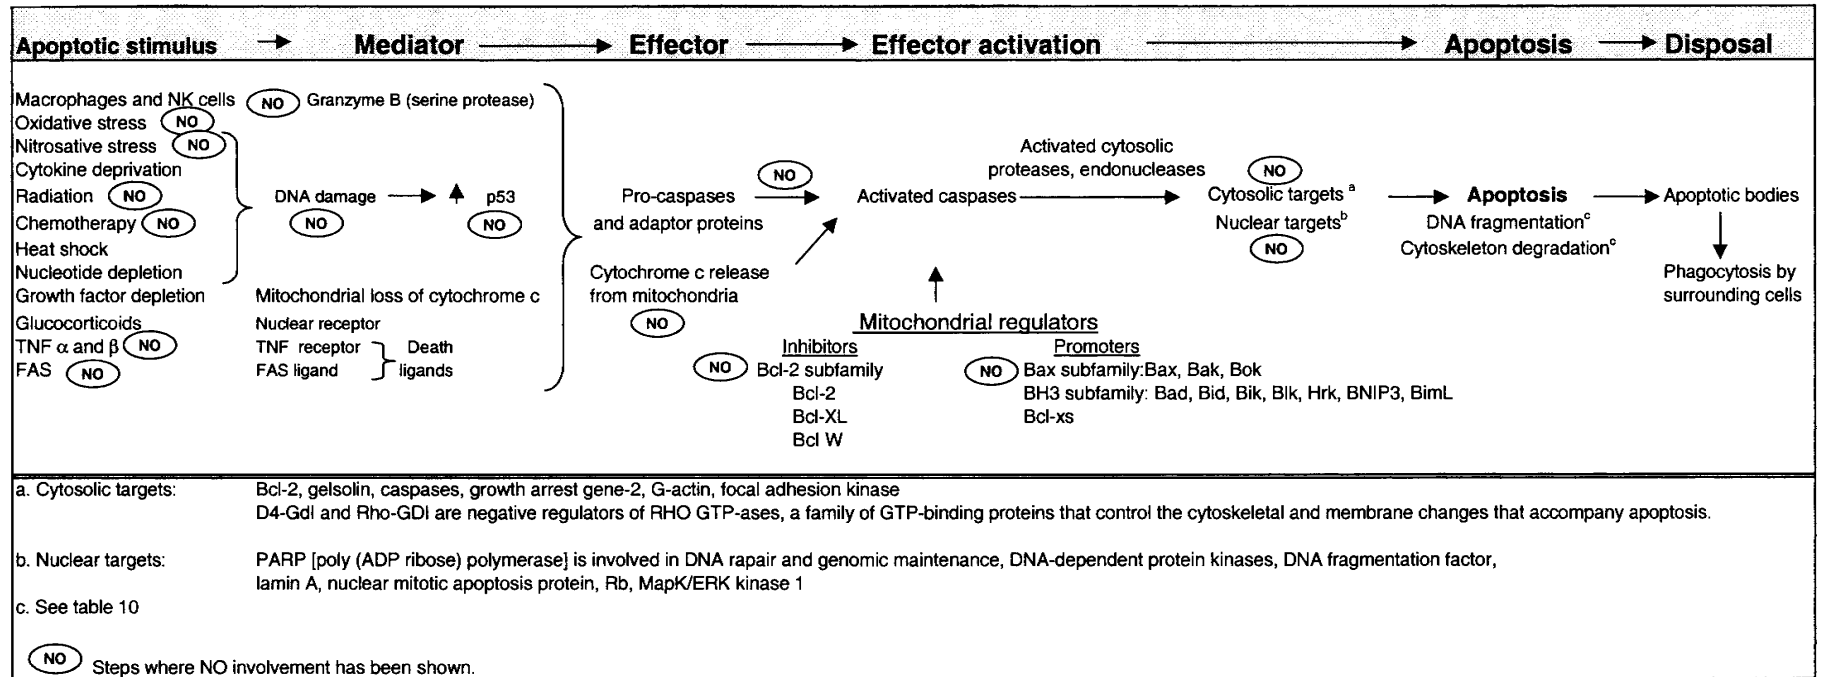 Apoptotic stimulus → Mediator → Effector → Effector activation → Apoptosis → Disposal
Macrophages and NK cells NO Granzyme B (serine protease)
Oxidative stress NO
Nitrosative stress NO
Cytokine deprivation
Radiation NO
Chemotherapy NO
Heat shock
Nucleotide depletion
Growth factor depletion
Glucocorticoids
TNF α and β NO
FAS NO
DNA damage → ↑ p53
NO NO
Mitochondrial loss of cytochrome c
Nuclear receptor
TNF receptor
FAS ligand
Death
ligands
Pro-caspases
and adaptor proteins
NO
Cytochrome c release
from mitochondria
NO
Activated caspases
Activated cytosolic
proteases, endonucleases
NO
Cytosolic targets a
Nuclear targets b
NO
Mitochondrial regulators
Inhibitors
NO Bcl-2 subfamily
Bcl-2
Bcl-XL
Bcl W
Promoters
NO Bax subfamily:Bax, Bak, Bok
BH3 subfamily: Bad, Bid, Bik, Blk, Hrk, BNIP3, BimL
Bcl-xs
Apoptosis
DNA fragmentation c
Cytoskeleton degradation c
Apoptotic bodies
Phagocytosis by
surrounding cells
a. Cytosolic targets: Bcl-2, gelsolin, caspases, growth arrest gene-2, G-actin, focal adhesion kinase
D4-GdI and Rho-GDI are negative regulators of RHO GTP-ases, a family of GTP-binding proteins that control the cytoskeletal and membrane changes that accompany apoptosis.
b. Nuclear targets: PARP [poly (ADP ribose) polymerase] is involved in DNA rapair and genomic maintenance, DNA-dependent protein kinases, DNA fragmentation factor,
lamin A, nuclear mitotic apoptosis protein, Rb, MapK/ERK kinase 1
c. See table 10
NO Steps where NO involvement has been shown.